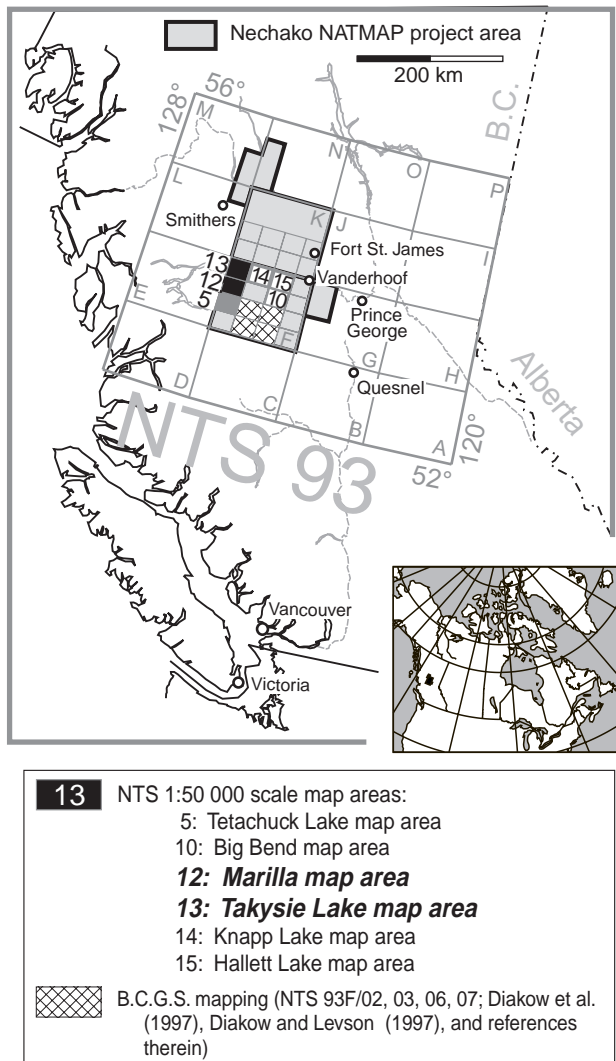 Nechako NATMAP project area
200 km
B.C.
56°
128°
M
N
O
P
L
K
J
I
Smithers
Fort St. James
13
14
15
Vanderhoof
12
10
5
E
Prince
George
F
G
H
Quesnel
Alberta
D
C
B
A
120°
52°
NTS 93
Vancouver
Victoria
13 NTS 1:50 000 scale map areas:
5: Tetachuck Lake map area
10: Big Bend map area
12: Marilla map area
13: Takysie Lake map area
14: Knapp Lake map area
15: Hallett Lake map area
B.C.G.S. mapping (NTS 93F/02, 03, 06, 07; Diakow et al.
(1997), Diakow and Levson (1997), and references
therein)